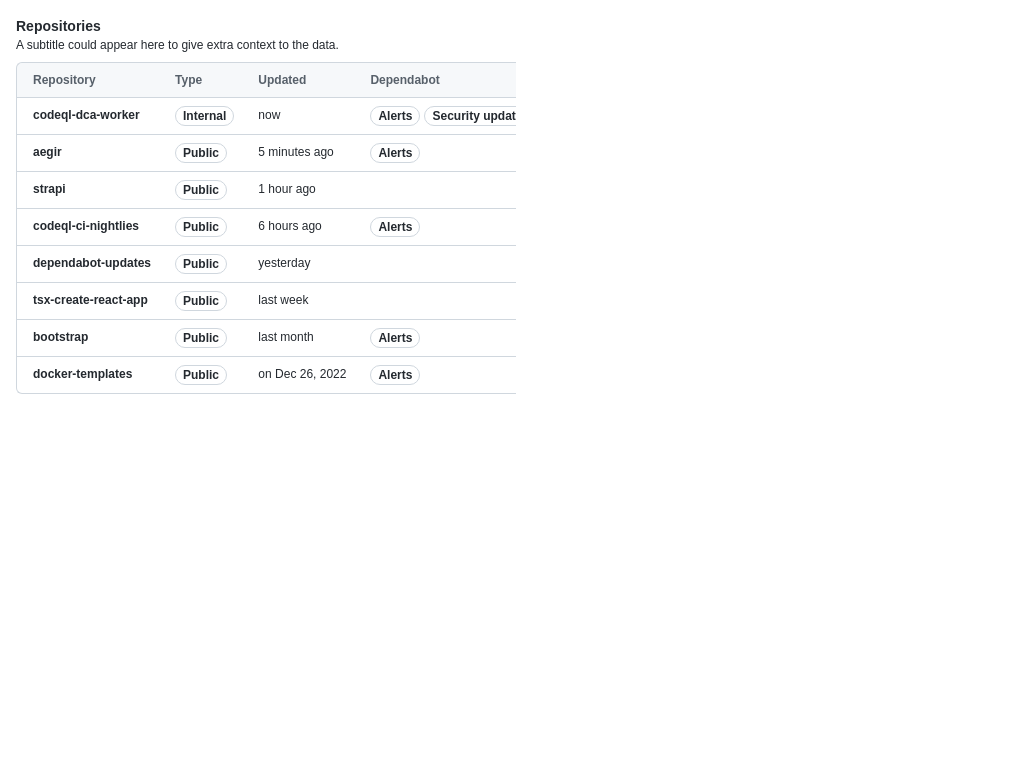 Repositories
A subtitle could appear here to give extra context to the data.
Repository Type Updated Dependabot
codeql-dca-worker Internal now Alerts Security updat
aegir Public 5 minutes ago Alerts
strapi Public 1 hour ago
codeql-ci-nightlies Public 6 hours ago Alerts
dependabot-updates Public yesterday
tsx-create-react-app Public last week
bootstrap Public last month Alerts
docker-templates Public on Dec 26, 2022 Alerts